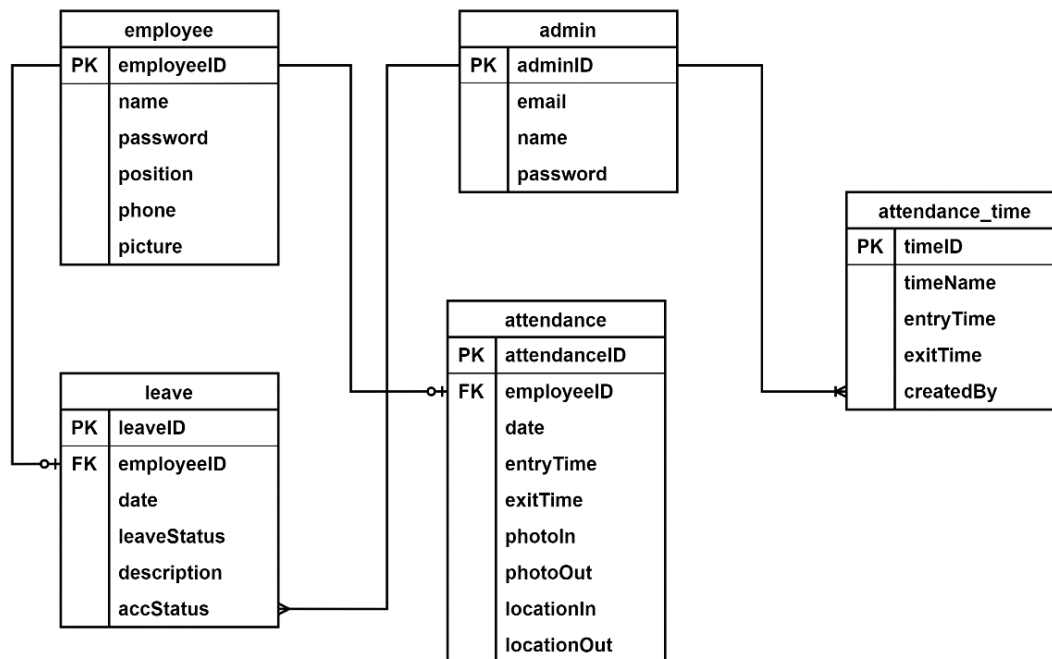 employee
PK employeeID
name
password
position
phone
picture
admin
PK adminID
email
name
password
attendance_time
PK timeID
timeName
entryTime
exitTime
createdBy
attendance
PK attendanceID
FK employeeID
date
entryTime
exitTime
photoIn
photoOut
locationIn
locationOut
leave
PK leaveID
FK employeeID
date
leaveStatus
description
accStatus